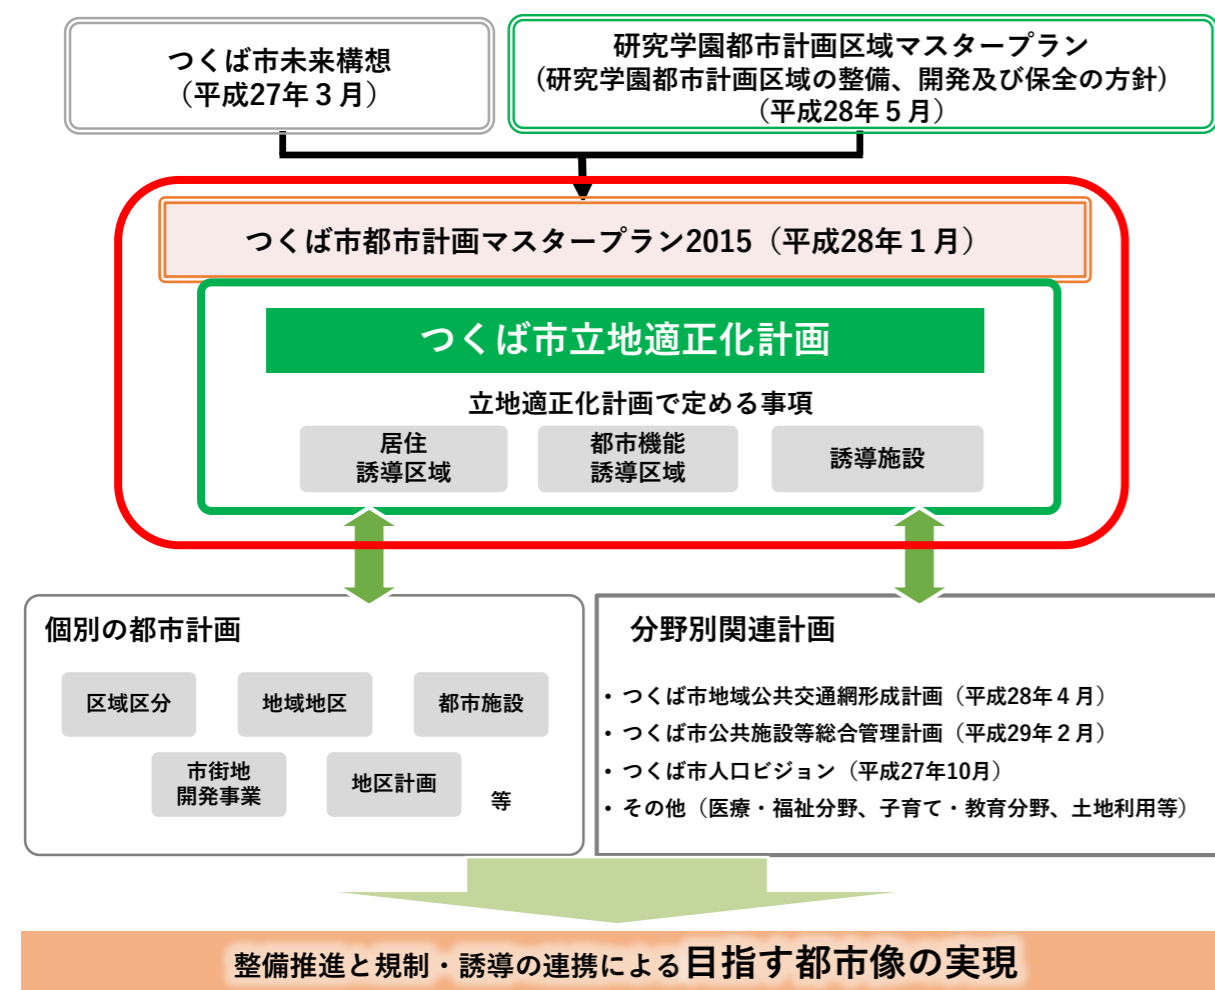 つくば市未来構想
（平成27年３月）
研究学園都市計画区域マスタープラン
(研究学園都市計画区域の整備、開発及び保全の方針)
（平成28年５月）
つくば市都市計画マスタープラン2015（平成28年１月）
つくば市立地適正化計画
立地適正化計画で定める事項
居住
誘導区域
都市機能
誘導区域
誘導施設
個別の都市計画
区域区分
地域地区
都市施設
市街地
開発事業
地区計画
等
分野別関連計画
・つくば市地域公共交通網形成計画（平成28年４月）
・つくば市公共施設等総合管理計画（平成29年２月）
・つくば市人口ビジョン（平成27年10月）
・その他（医療・福祉分野、子育て・教育分野、土地利用等）
整備推進と規制・誘導の連携による目指す都市像の実現